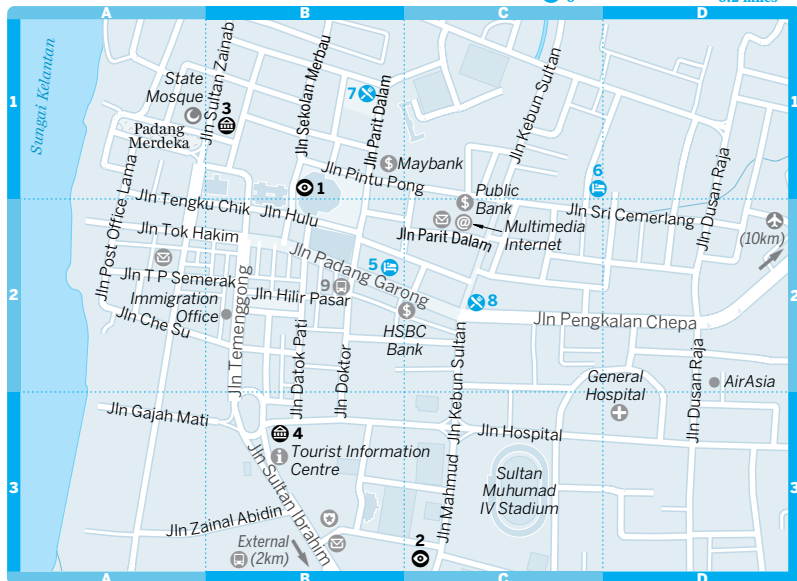 0.2 miles
A
B
C
D
1
2
3
1
2
3
Sungai Kelantan
State
Mosque
Padang
Merdeka
Jln Sultan Zainab
3
Jln Sekolan Merbau
7
Jln Parit Dalam
Jln Kebun Sultan
$ Maybank
Jln Pintu Pong
1
6
$
Public
Bank
@
Multimedia
Internet
Jln Parit Dalam
Jln Sri Cemerlang
Jln Dusan Raja
(10km)
Jln Post Office Lama
Jln Tengku Chik
Jln Hulu
Jln Tok Hakim
Jln Padang Garong
5
Jln T P Semerak
Immigration
Office
9
Jln Hilir Pasar
Jln Che Su
Jln Temenggong
Jln Datok Pati
Jln Doktor
$
HSBC
Bank
8
Jln Pengkalan Chepa
Jln Kebun Sultan
General
Hospital
AirAsia
Jln Dusan Raja
Jln Gajah Mati
4
i
Tourist Information
Centre
Jln Hospital
Jln Sultan Ibrahim
Sultan
Muhumad
IV Stadium
Jln Mahmud
Jln Zainal Abidin
External
(2km)
2
A
B
C
D